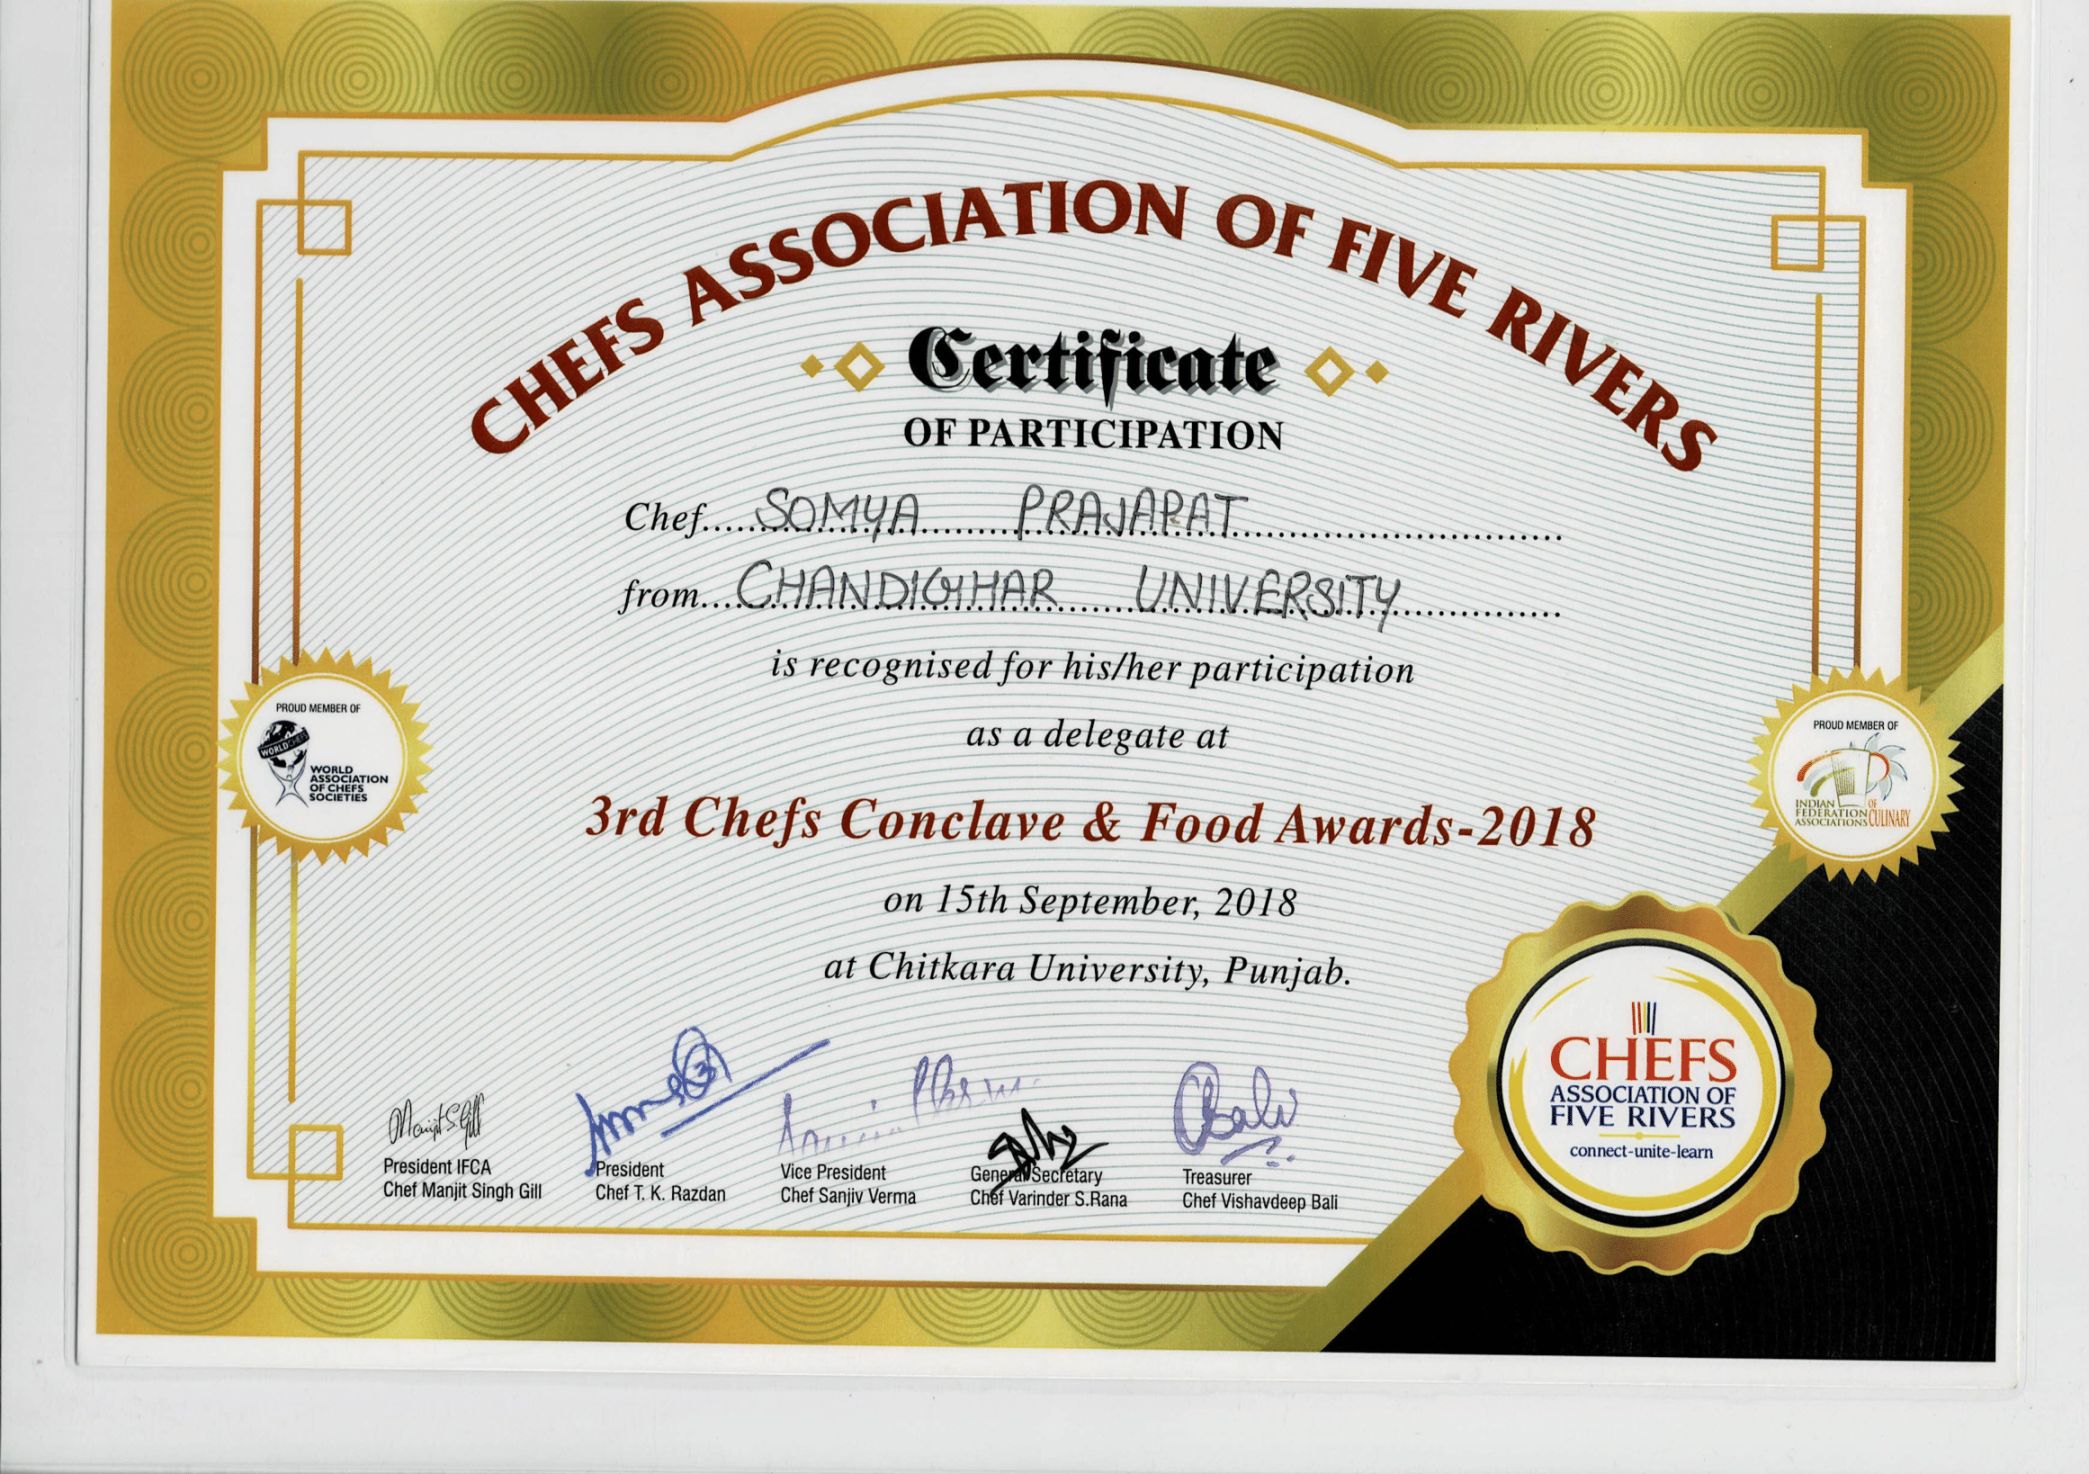 CHEFS ASSOCIATION OF FIVE RIVERS
Certificate
OF PARTICIPATION
Chef.....SOMYA PRAJAPAT
from...CHANDIGIHAR UNIVERSITY
is recognised for his/her participation
as a delegate at
3rd Chefs Conclave & Food Awards-2018
on 15th September, 2018
at Chitkara University, Punjab.
PROUD MEMBER OF
WORLDCHEFS
WORLD
ASSOCIATION
OF CHEFS
SOCIETIES
PROUD MEMBER OF
INDIAN OF
FEDERATION CULINARY
ASSOCIATIONS
CHEFS
ASSOCIATION OF
FIVE RIVERS
connect-unite-learn
Manjit S Gill
President IFCA
Chef Manjit Singh Gill
President
Chef T. K. Razdan
Vice President
Chef Sanjiv Verma
General Secretary
Chef Varinder S.Rana
Bali
Treasurer
Chef Vishavdeep Bali